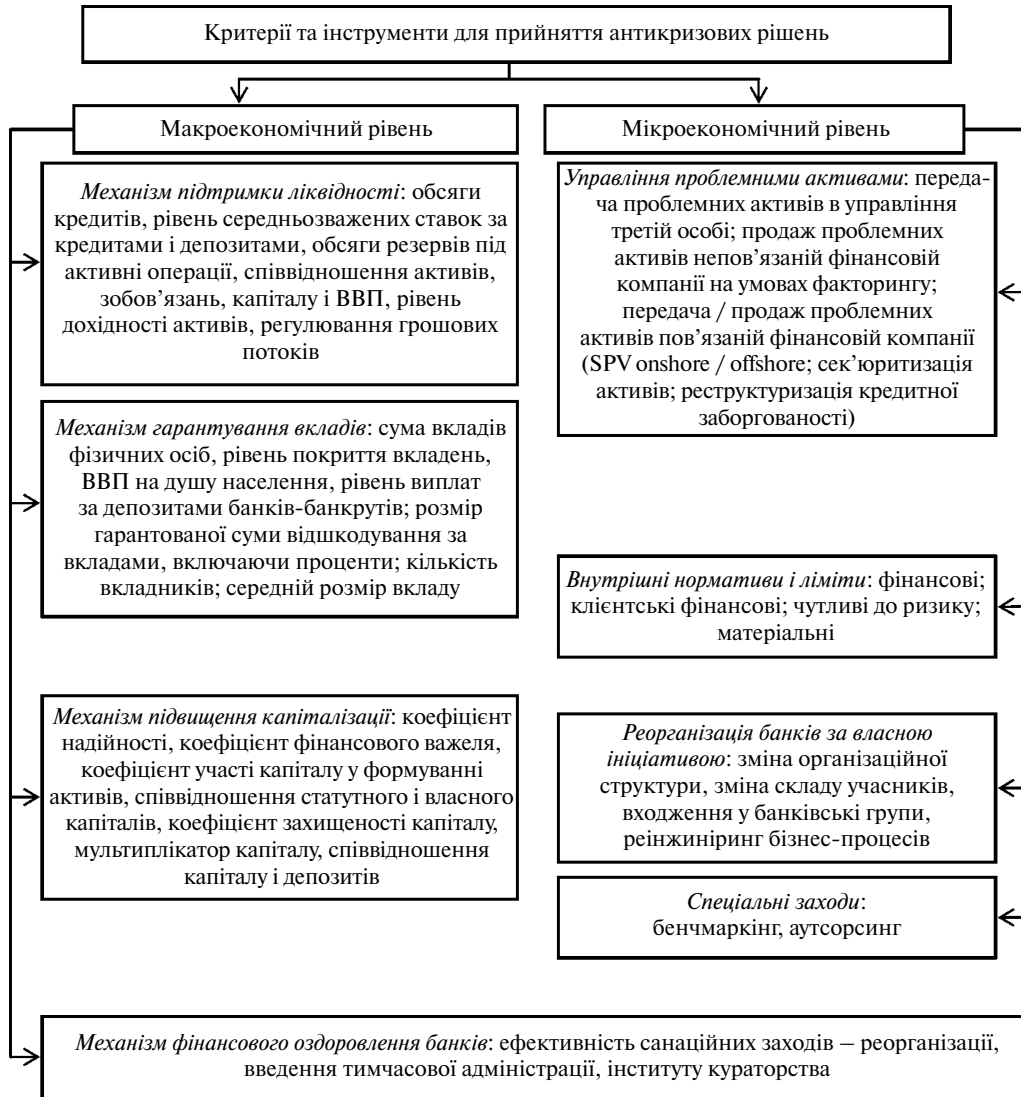 Критерії та інструменти для прийняття антикризових рішень
Макроекономічний рівень
Механізм підтримки ліквідності: обсяги
кредитів, рівень середньозважених ставок за
кредитами і депозитами, обсяги резервів під
активні операції, співвідношення активів,
зобов’язань, капіталу і ВВП, рівень
дохідності активів, регулювання грошових
потоків
Механізм гарантування вкладів: сума вкладів
фізичних осіб, рівень покриття вкладень,
ВВП на душу населення, рівень виплат
за депозитами банків-банкрутів; розмір
гарантованої суми відшкодування за
вкладами, включаючи проценти; кількість
вкладників; середній розмір вкладу
Механізм підвищення капіталізації: коефіцієнт
надійності, коефіцієнт фінансового важеля,
коефіцієнт участі капіталу у формуванні
активів, співвідношення статутного і власного
капіталів, коефіцієнт захищеності капіталу,
мультиплікатор капіталу, співвідношення
капіталу і депозитів
Мікроекономічний рівень
Управління проблемними активами: переда-
ча проблемних активів в управління
третій особі; продаж проблемних
активів непов’язаній фінансовій
компанії на умовах факторингу;
передача / продаж проблемних
активів пов’язаній фінансовій компанії
(SPV onshore / offshore; сек’юритизація
активів; реструктуризація кредитної
заборгованості)
Внутрішні нормативи і ліміти: фінансові;
клієнтські фінансові; чутливі до ризику;
матеріальні
Реорганізація банків за власною
ініціативою: зміна організаційної
структури, зміна складу учасників,
входження у банківські групи,
реінжиніринг бізнес-процесів
Спеціальні заходи:
бенчмаркінг, аутсорсинг
Механізм фінансового оздоровлення банків: ефективність санаційних заходів – реорганізації,
введення тимчасової адміністрації, інституту кураторства